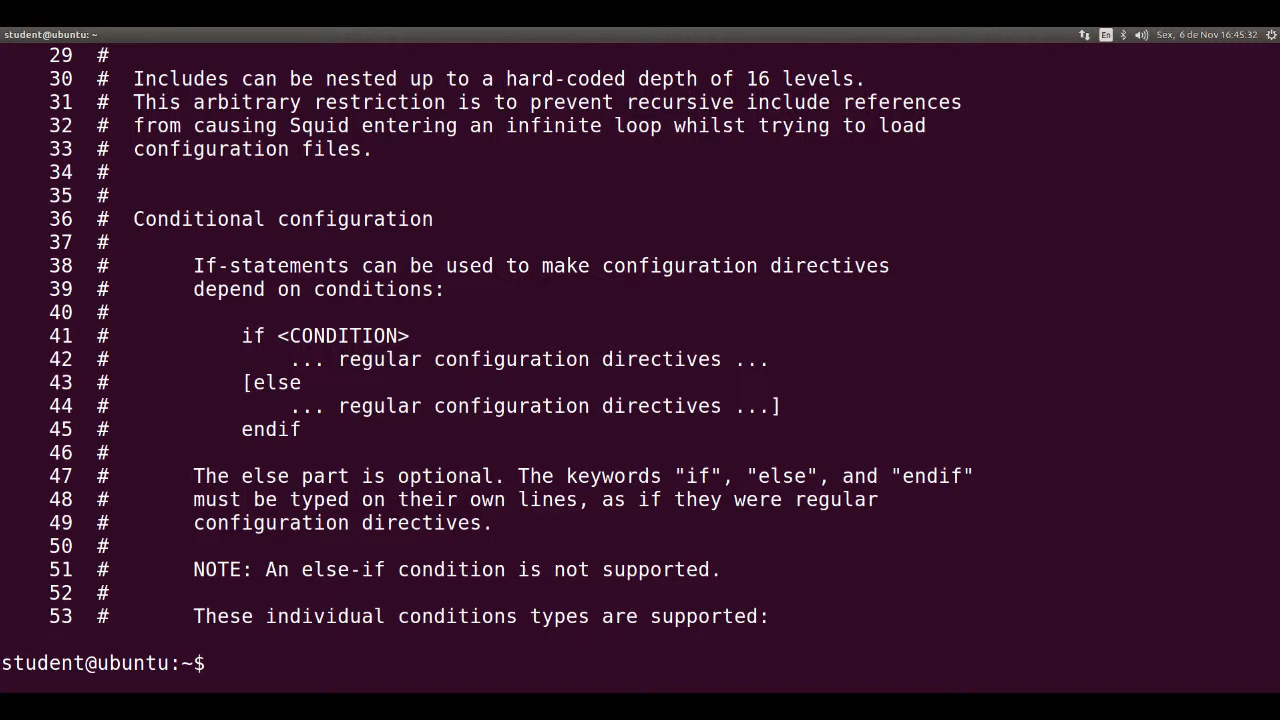 student@ubuntu: ~
En
Sex, 6 de Nov 16:45:32
29 #
30 # Includes can be nested up to a hard-coded depth of 16 levels.
31 # This arbitrary restriction is to prevent recursive include references
32 # from causing Squid entering an infinite loop whilst trying to load
33 # configuration files.
34 #
35 #
36 # Conditional configuration
37 #
38 # If-statements can be used to make configuration directives
39 # depend on conditions:
40 #
41 # if <CONDITION>
42 # ... regular configuration directives ...
43 # [else
44 # ... regular configuration directives ...]
45 # endif
46 #
47 # The else part is optional. The keywords "if", "else", and "endif"
48 # must be typed on their own lines, as if they were regular
49 # configuration directives.
50 #
51 # NOTE: An else-if condition is not supported.
52 #
53 # These individual conditions types are supported:
student@ubuntu:~$